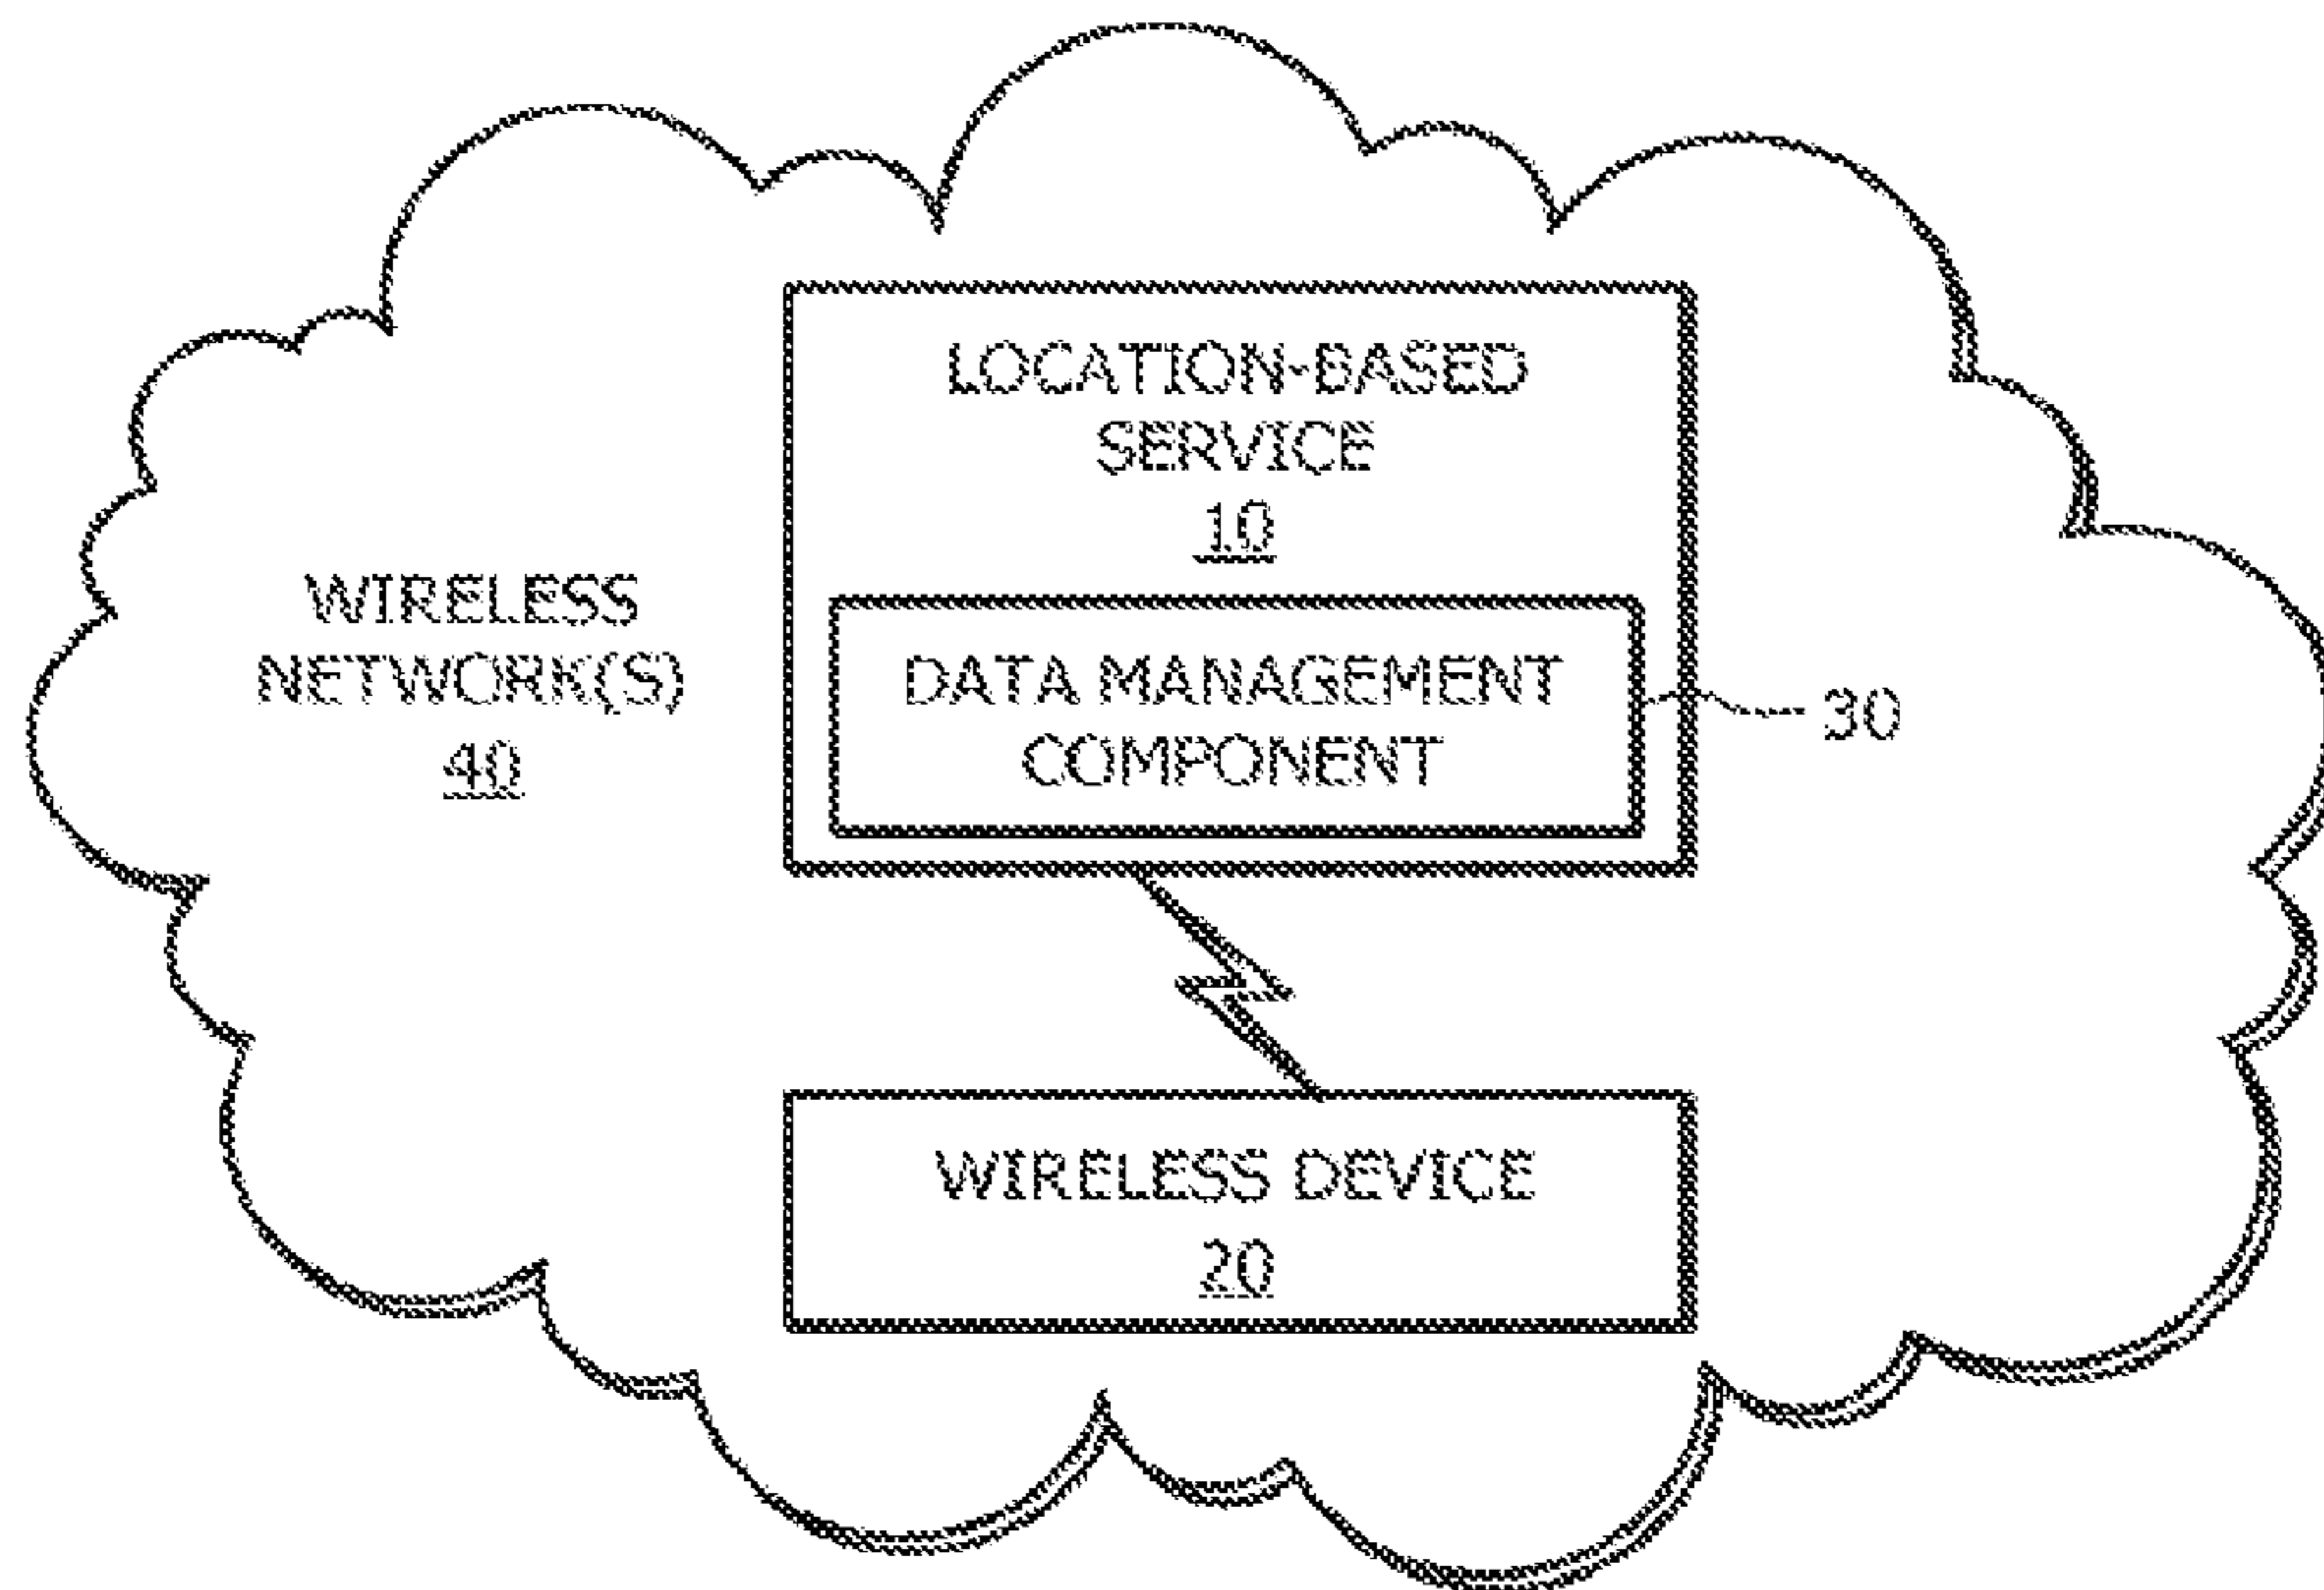 LOCATION-BASED
SERVICE
10
WIRELESS
NETWORK(S)
40
DATA MANAGEMENT
COMPONENT
30
WIRELESS DEVICE
20